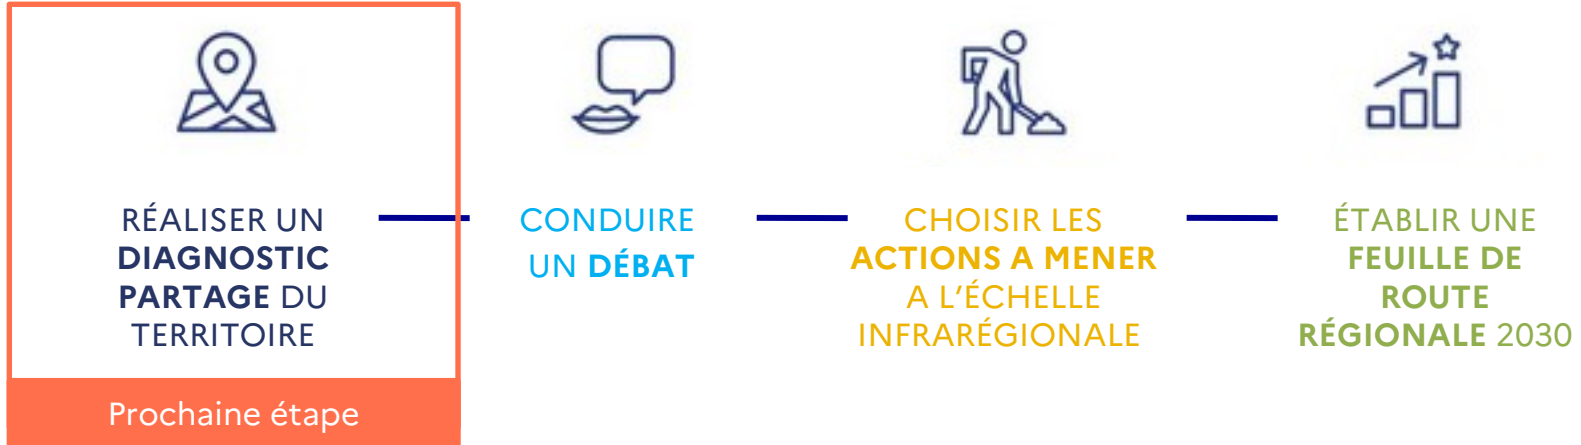 RÉALISER UN
DIAGNOSTIC
PARTAGE DU
TERRITOIRE
Prochaine étape
CONDUIRE
UN DÉBAT
CHOISIR LES
ACTIONS A MENER
A L’ÉCHELLE
INFRARÉGIONALE
ÉTABLIR UNE
FEUILLE DE
ROUTE
RÉGIONALE 2030